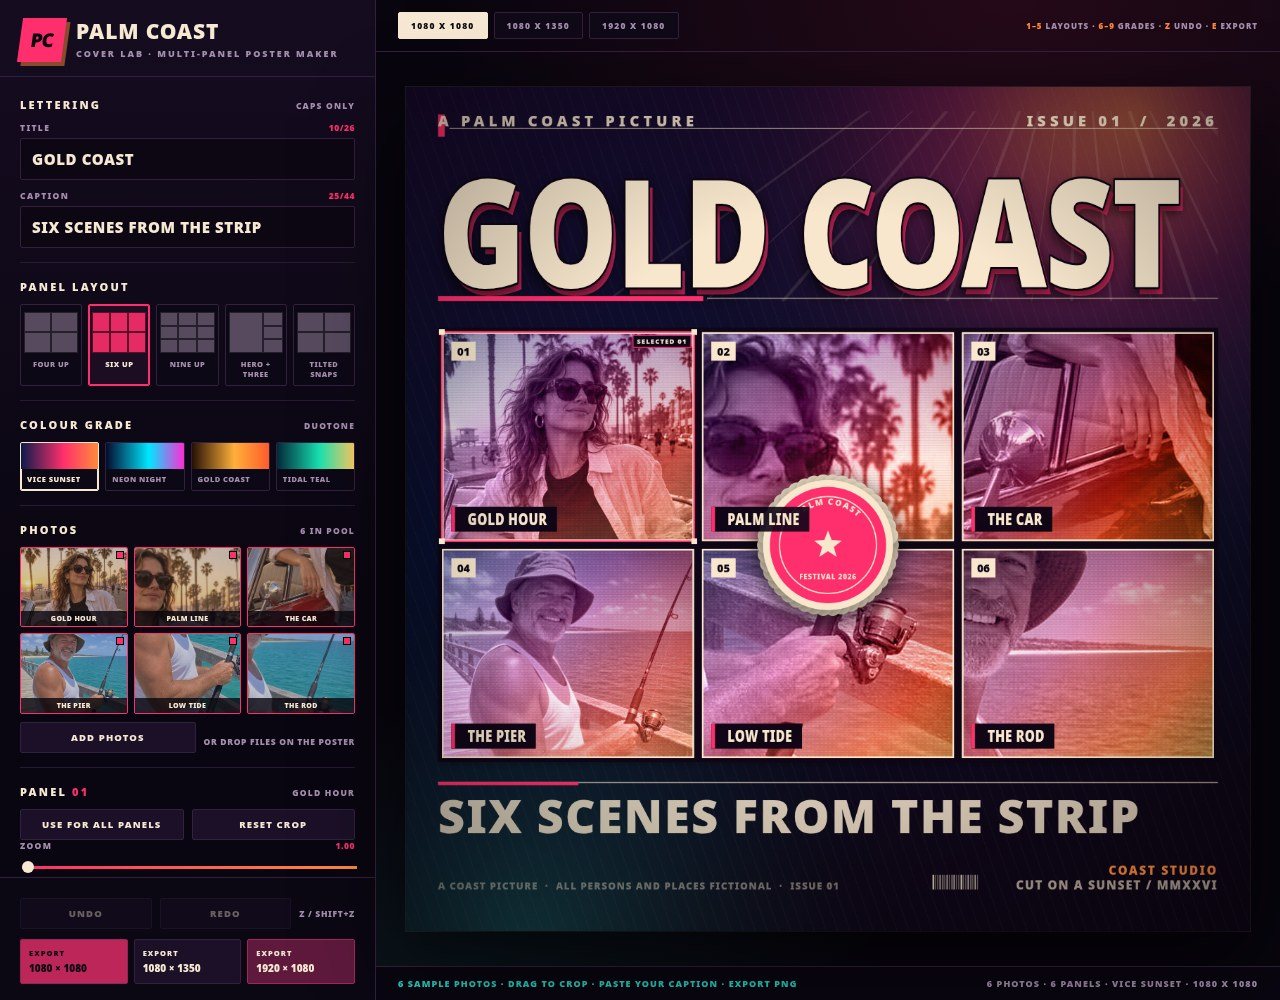 PC
PALM COAST
COVER LAB · MULTI-PANEL POSTER MAKER
LETTERING
CAPS ONLY
TITLE
10/26
GOLD COAST
CAPTION
25/44
SIX SCENES FROM THE STRIP
PANEL LAYOUT
FOUR UP
SIX UP
NINE UP
HERO +
THREE
TILTED
SNAPS
COLOUR GRADE
DUOTONE
VICE SUNSET
NEON NIGHT
GOLD COAST
TIDAL TEAL
PHOTOS
6 IN POOL
GOLD HOUR
PALM LINE
THE CAR
THE PIER
LOW TIDE
THE ROD
ADD PHOTOS
OR DROP FILES ON THE POSTER
PANEL 01
GOLD HOUR
USE FOR ALL PANELS
RESET CROP
ZOOM
1.00
UNDO
REDO
Z / SHIFT+Z
EXPORT
1080 × 1080
EXPORT
1080 × 1350
EXPORT
1920 × 1080
1080 X 1080
1080 X 1350
1920 X 1080
1–5 LAYOUTS · 6–9 GRADES · Z UNDO · E EXPORT
A PALM COAST PICTURE
ISSUE 01 / 2026
GOLD COAST
SELECTED 01
01
GOLD HOUR
02
PALM LINE
03
THE CAR
04
THE PIER
05
LOW TIDE
06
THE ROD
LM COAST
FESTIVAL 2026
SIX SCENES FROM THE STRIP
A COAST PICTURE · ALL PERSONS AND PLACES FICTIONAL · ISSUE 01
COAST STUDIO
CUT ON A SUNSET / MMXXVI
6 SAMPLE PHOTOS · DRAG TO CROP · PASTE YOUR CAPTION · EXPORT PNG
6 PHOTOS · 6 PANELS · VICE SUNSET · 1080 X 1080